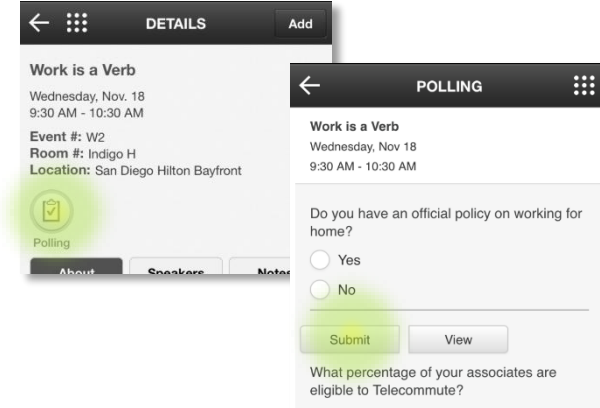 DETAILS
Add
Work is a Verb
Wednesday, Nov. 18
9:30 AM - 10:30 AM
Event #: W2
Room #: Indigo H
Location: San Diego Hilton Bayfront
Polling
About
Speakers
Notes
POLLING
Work is a Verb
Wednesday, Nov 18
9:30 AM - 10:30 AM
Do you have an official policy on working for
home?
Yes
No
Submit
View
What percentage of your associates are
eligible to Telecommute?